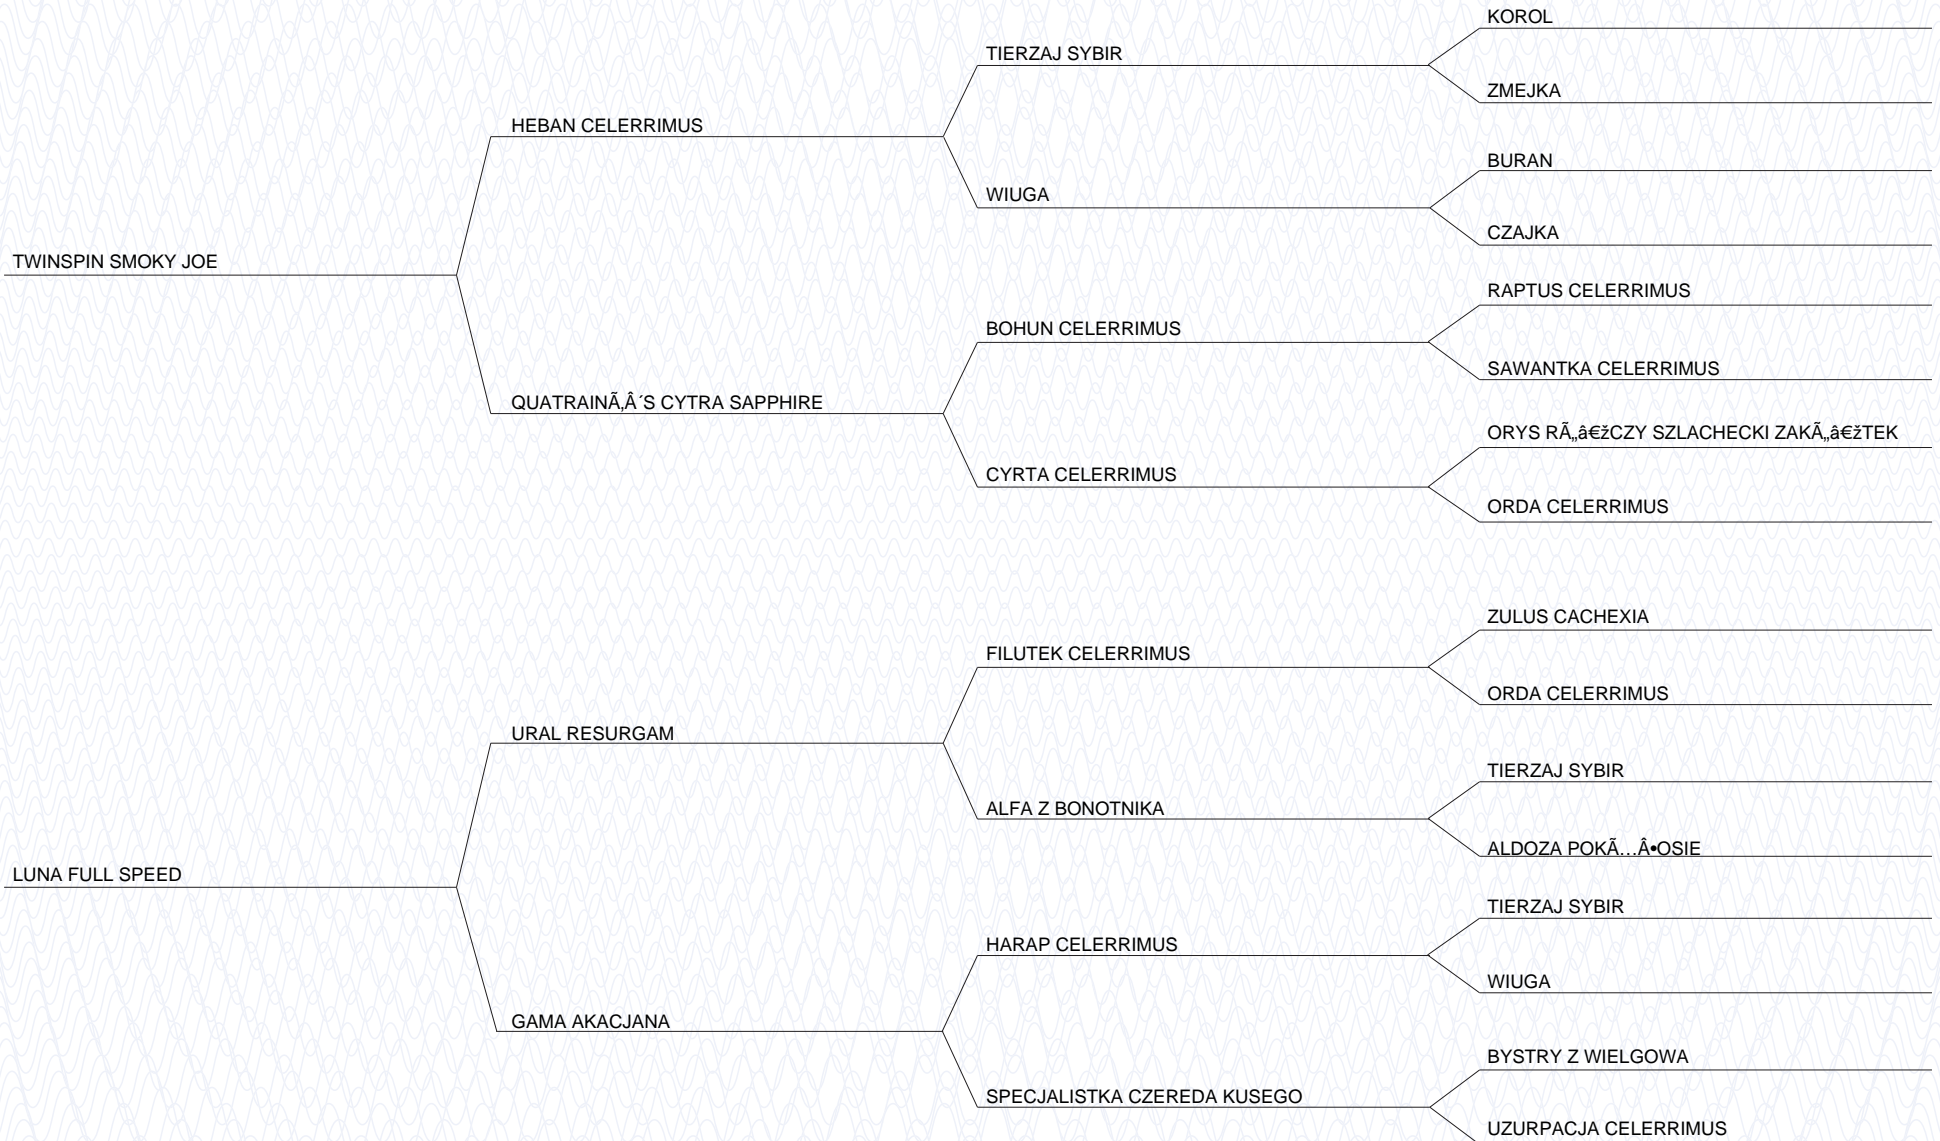 KOROL
TIERZAJ SYBIR
ZMEJKA
HEBAN CELERRIMUS
BURAN
WIUGA
CZAJKA
TWINSPIN SMOKY JOE
RAPTUS CELERRIMUS
BOHUN CELERRIMUS
SAWANTKA CELERRIMUS
QUATRAINÃ‚Â´S CYTRA SAPPHIRE
ORYS RÃ„â€žCZY SZLACHECKI ZAKÃ„â€žTEK
CYRTA CELERRIMUS
ORDA CELERRIMUS
ZULUS CACHEXIA
FILUTEK CELERRIMUS
ORDA CELERRIMUS
URAL RESURGAM
TIERZAJ SYBIR
ALFA Z BONOTNIKA
ALDOZA POKÃ…Â•OSIE
LUNA FULL SPEED
TIERZAJ SYBIR
HARAP CELERRIMUS
WIUGA
GAMA AKACJANA
BYSTRY Z WIELGOWA
SPECJALISTKA CZEREDA KUSEGO
UZURPACJA CELERRIMUS